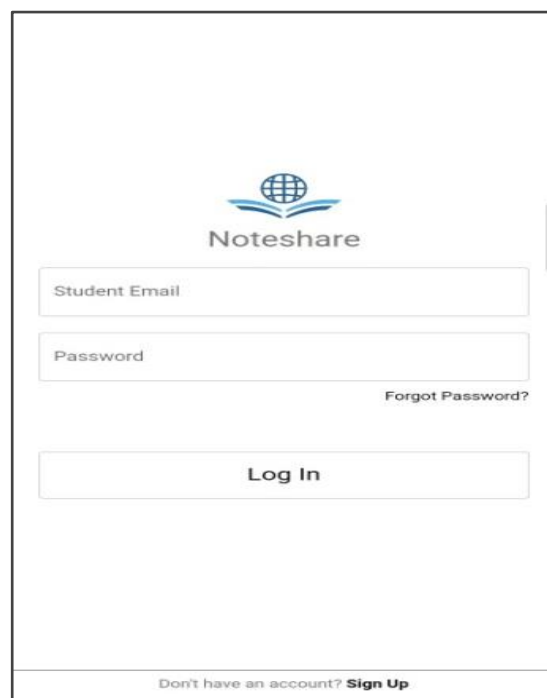 Noteshare
Student Email
Password
Forgot Password?
Log In
Don't have an account? Sign Up